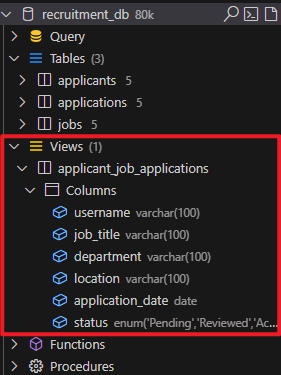 recruitment_db 80k
Query
Tables (3)
applicants 5
applications 5
jobs 5
Views (1)
applicant_job_applications
Columns
username varchar(100)
job_title varchar(100)
department varchar(100)
location varchar(100)
application_date date
status enum('Pending','Reviewed','Ac...
Functions
Procedures